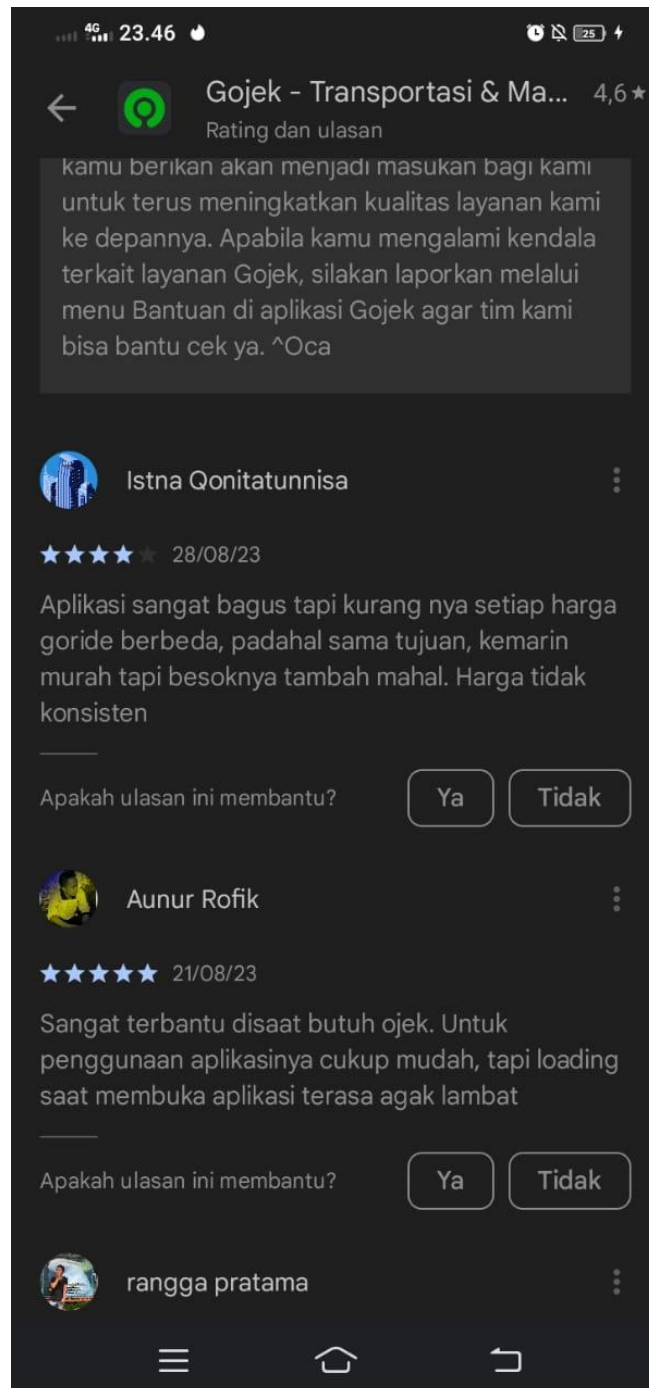 4G 23.46 25
Gojek - Transportasi & Ma... 4,6★
Rating dan ulasan
kamu berikan akan menjadi masukan bagi kami
untuk terus meningkatkan kualitas layanan kami
ke depannya. Apabila kamu mengalami kendala
terkait layanan Gojek, silakan laporkan melalui
menu Bantuan di aplikasi Gojek agar tim kami
bisa bantu cek ya. ^Oca
Istna Qonitatunnisa
28/08/23
Aplikasi sangat bagus tapi kurang nya setiap harga
goride berbeda, padahal sama tujuan, kemarin
murah tapi besoknya tambah mahal. Harga tidak
konsisten
Apakah ulasan ini membantu? Ya Tidak
Aunur Rofik
21/08/23
Sangat terbantu disaat butuh ojek. Untuk
penggunaan aplikasinya cukup mudah, tapi loading
saat membuka aplikasi terasa agak lambat
Apakah ulasan ini membantu? Ya Tidak
rangga pratama